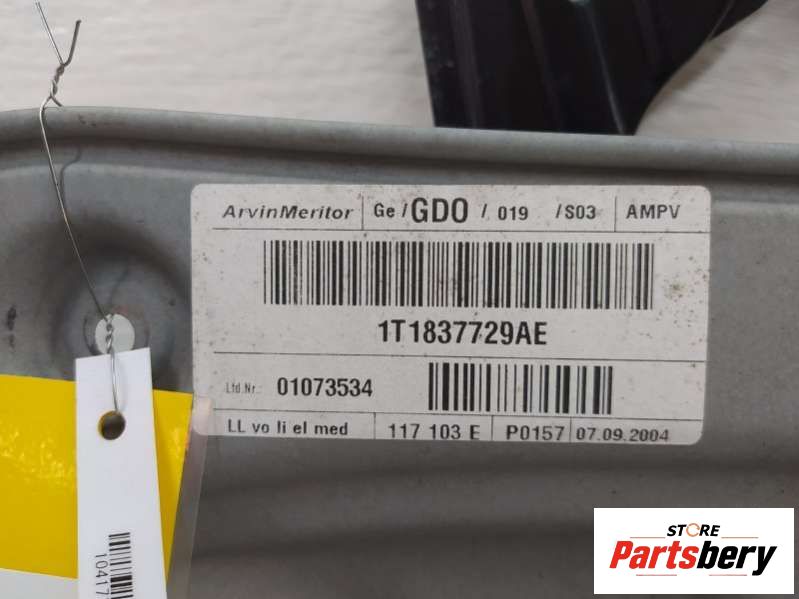 ArvinMeritor Ge / GDO / 019 /S03 AMPV
1T1837729AE
Lfd.Nr.: 01073534
LL vo li el med 117 103 E P0157 07.09.2004
10417
STORE
Partsbery